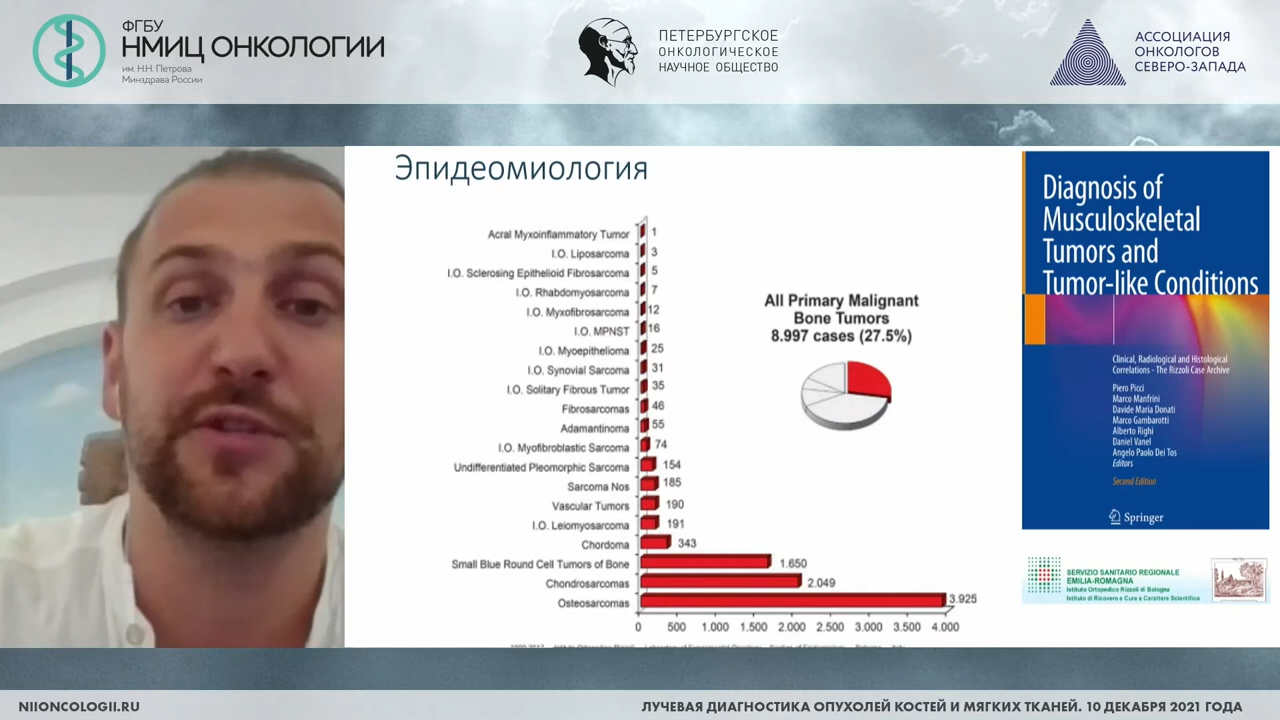 ФГБУ
НМИЦ ОНКОЛОГИИ
им. Н.Н. Петрова
Минздрава России
ПЕТЕРБУРГСКОЕ
ОНКОЛОГИЧЕСКОЕ
НАУЧНОЕ ОБЩЕСТВО
АССОЦИАЦИЯ
ОНКОЛОГОВ
СЕВЕРО-ЗАПАДА
Эпидеомиология
Acral Myxoinflammatory Tumor 1
I.O. Liposarcoma 3
I.O. Sclerosing Epithelioid Fibrosarcoma 5
I.O. Rhabdomyosarcoma 7
I.O. Myxofibrosarcoma 12
I.O. MPNST 16
I.O. Myoepithelioma 25
I.O. Synovial Sarcoma 31
I.O. Solitary Fibrous Tumor 35
Fibrosarcomas 46
Adamantinoma 55
I.O. Myofibroblastic Sarcoma 74
Undifferentiated Pleomorphic Sarcoma 154
Sarcoma Nos 185
Vascular Tumors 190
I.O. Leiomyosarcoma 191
Chordoma 343
Small Blue Round Cell Tumors of Bone 1.650
Chondrosarcomas 2.049
Osteosarcomas 3.925
0 500 1.000 1.500 2.000 2.500 3.000 3.500 4.000
All Primary Malignant
Bone Tumors
8.997 cases (27.5%)
Diagnosis of
Musculoskeletal
Tumors and
Tumor-like Conditions
Clinical, Radiological and Histological
Correlations - The Rizzoli Case Archive
Piero Picci
Marco Manfrini
Davide Maria Donati
Marco Gambarotti
Alberto Righi
Daniel Vanel
Angelo Paolo Dei Tos
Editors
Second Edition
Springer
SERVIZIO SANITARIO REGIONALE
EMILIA-ROMAGNA
Istituto Ortopedico Rizzoli di Bologna
Istituto di Ricovero e Cura a Carattere Scientifico
NIIONCOLOGII.RU
ЛУЧЕВАЯ ДИАГНОСТИКА ОПУХОЛЕЙ КОСТЕЙ И МЯГКИХ ТКАНЕЙ. 10 ДЕКАБРЯ 2021 ГОДА